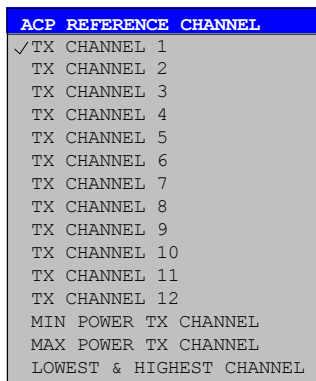 ACP REFERENCE CHANNEL
✓TX CHANNEL 1
TX CHANNEL 2
TX CHANNEL 3
TX CHANNEL 4
TX CHANNEL 5
TX CHANNEL 6
TX CHANNEL 7
TX CHANNEL 8
TX CHANNEL 9
TX CHANNEL 10
TX CHANNEL 11
TX CHANNEL 12
MIN POWER TX CHANNEL
MAX POWER TX CHANNEL
LOWEST & HIGHEST CHANNEL